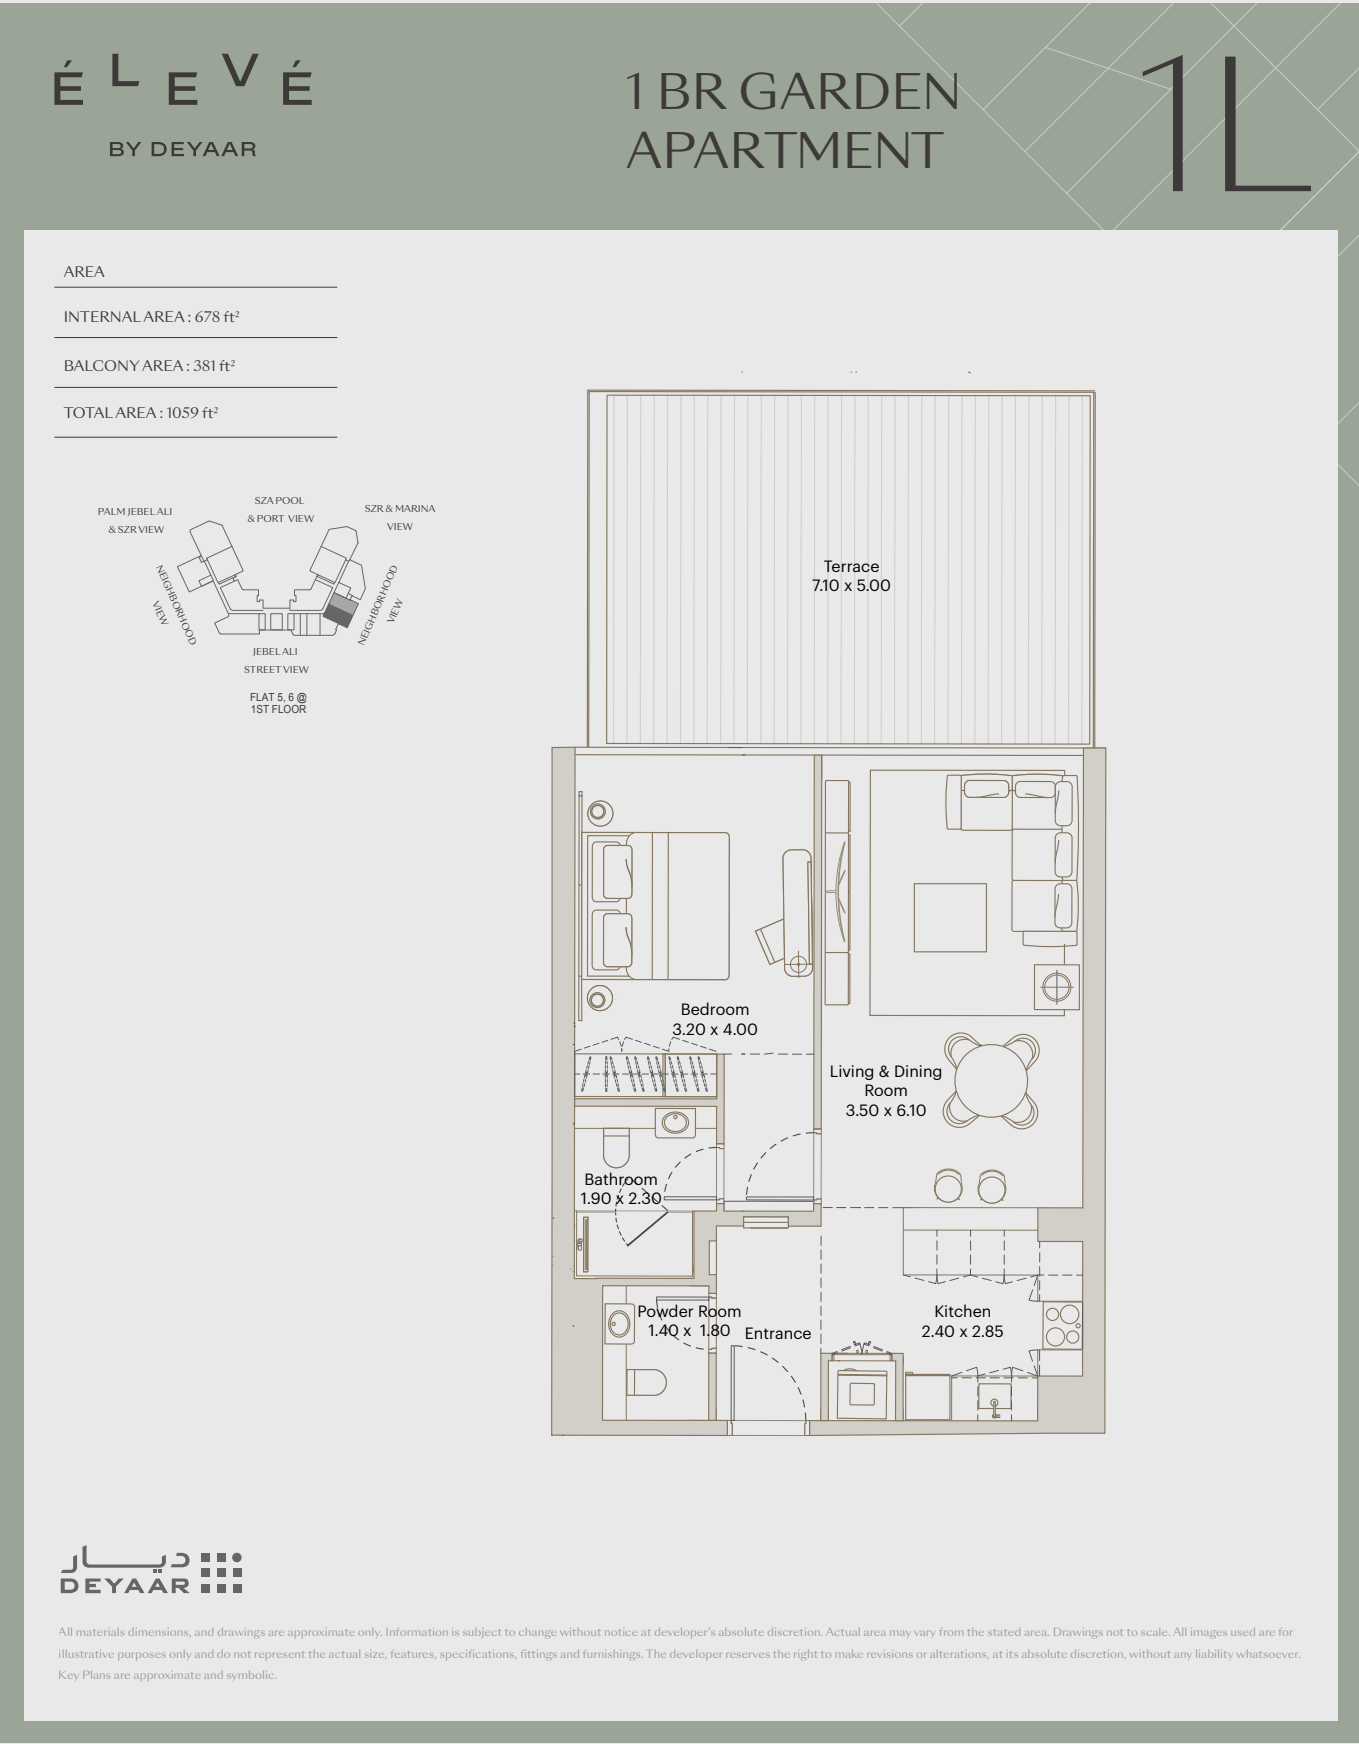 ÉLEVÉ
BY DEYAAR
1 BR GARDEN
APARTMENT
1L
AREA
INTERNAL AREA : 678 ft²
BALCONY AREA : 381 ft²
TOTAL AREA : 1059 ft²
PALM JEBEL ALI
& SZR VIEW
SZA POOL
& PORT VIEW
SZR & MARINA
VIEW
NEIGHBORHOOD
VIEW
NEIGHBORHOOD
VIEW
JEBEL ALI
STREET VIEW
FLAT 5, 6 @
1ST FLOOR
Terrace
7.10 x 5.00
Bedroom
3.20 x 4.00
Living & Dining
Room
3.50 x 6.10
Bathroom
1.90 x 2.30
Powder Room
1.40 x 1.80
Entrance
Kitchen
2.40 x 2.85
ديار
DEYAAR
All materials dimensions, and drawings are approximate only. Information is subject to change without notice at developer's absolute discretion. Actual area may vary from the stated area. Drawings not to scale. All images used are for
illustrative purposes only and do not represent the actual size, features, specifications, fittings and furnishings. The developer reserves the right to make revisions or alterations, at its absolute discretion, without any liability whatsoever.
Key Plans are approximate and symbolic.